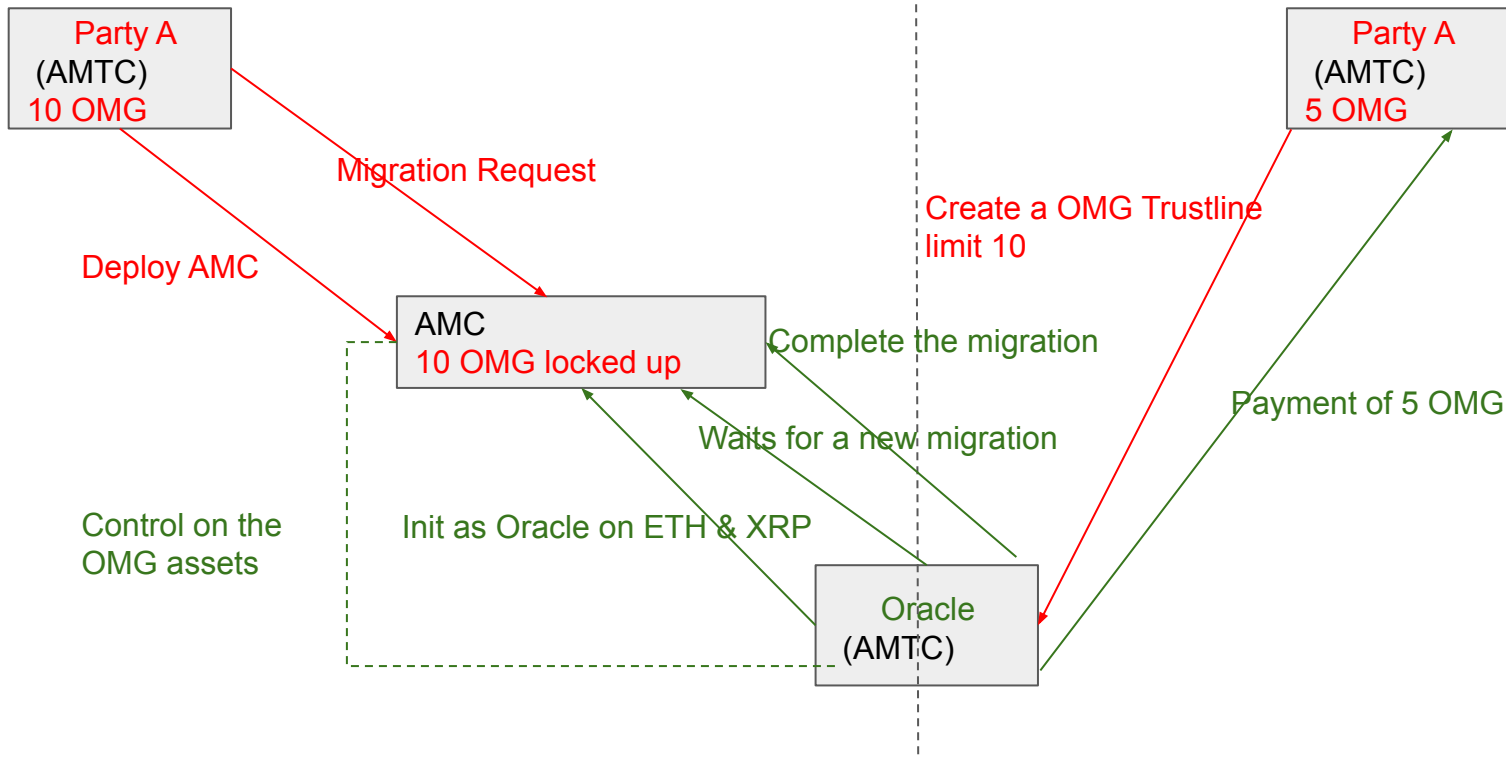 Party A
(AMTC)
10 OMG
Party A
(AMTC)
5 OMG
Migration Request
Create a OMG Trustline
limit 10
Deploy AMC
AMC
10 OMG locked up
Complete the migration
Payment of 5 OMG
Waits for a new migration
Control on the
OMG assets
Init as Oracle on ETH & XRP
Oracle
(AMTC)